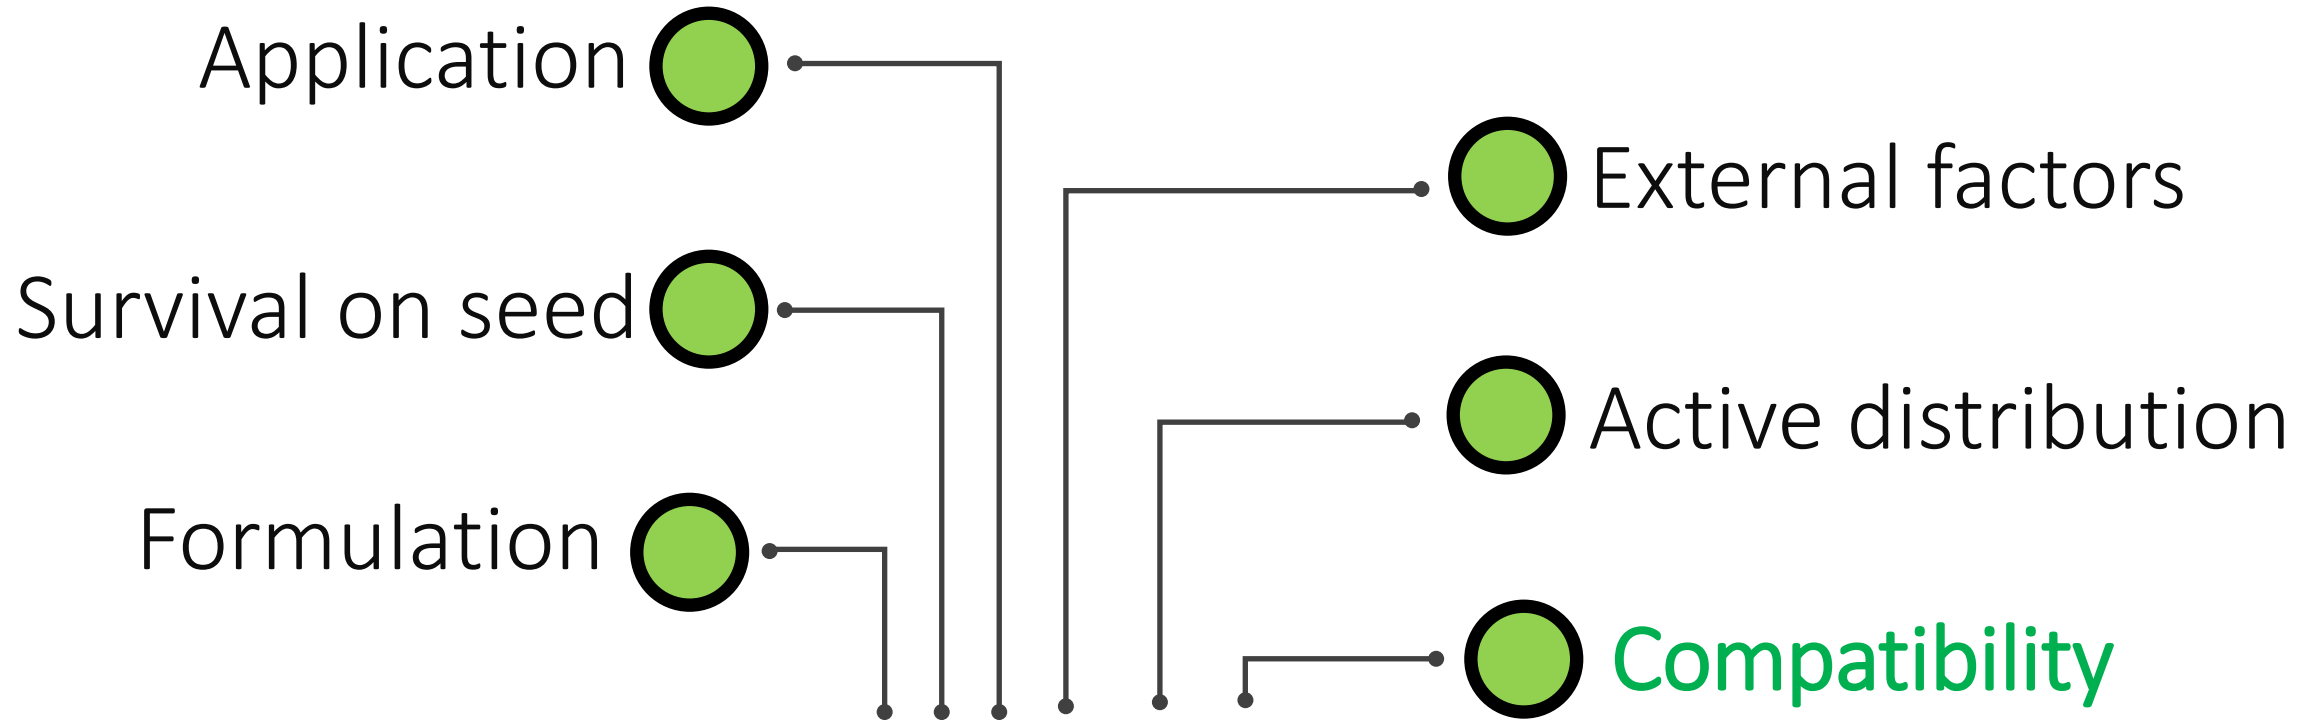 Application
External factors
Survival on seed
Active distribution
Formulation
Compatibility